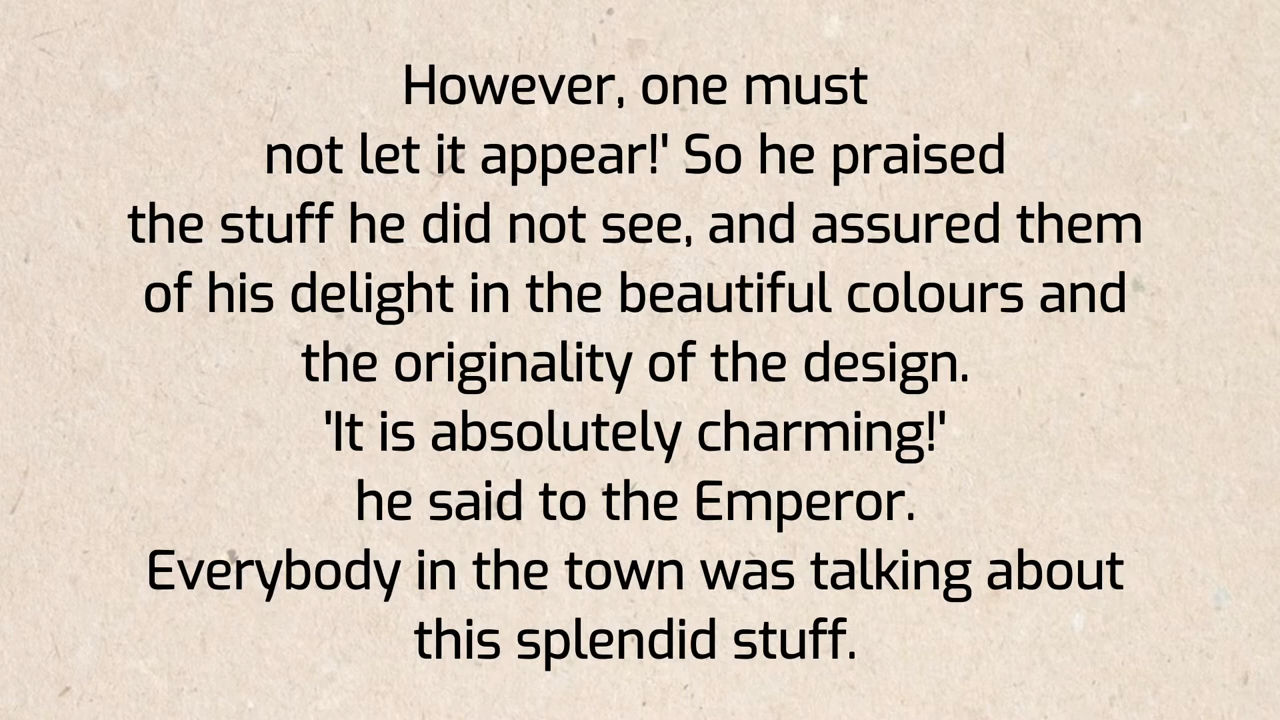 However, one must
not let it appear!' So he praised
the stuff he did not see, and assured them
of his delight in the beautiful colours and
the originality of the design.
'It is absolutely charming!'
he said to the Emperor.
Everybody in the town was talking about
this splendid stuff.